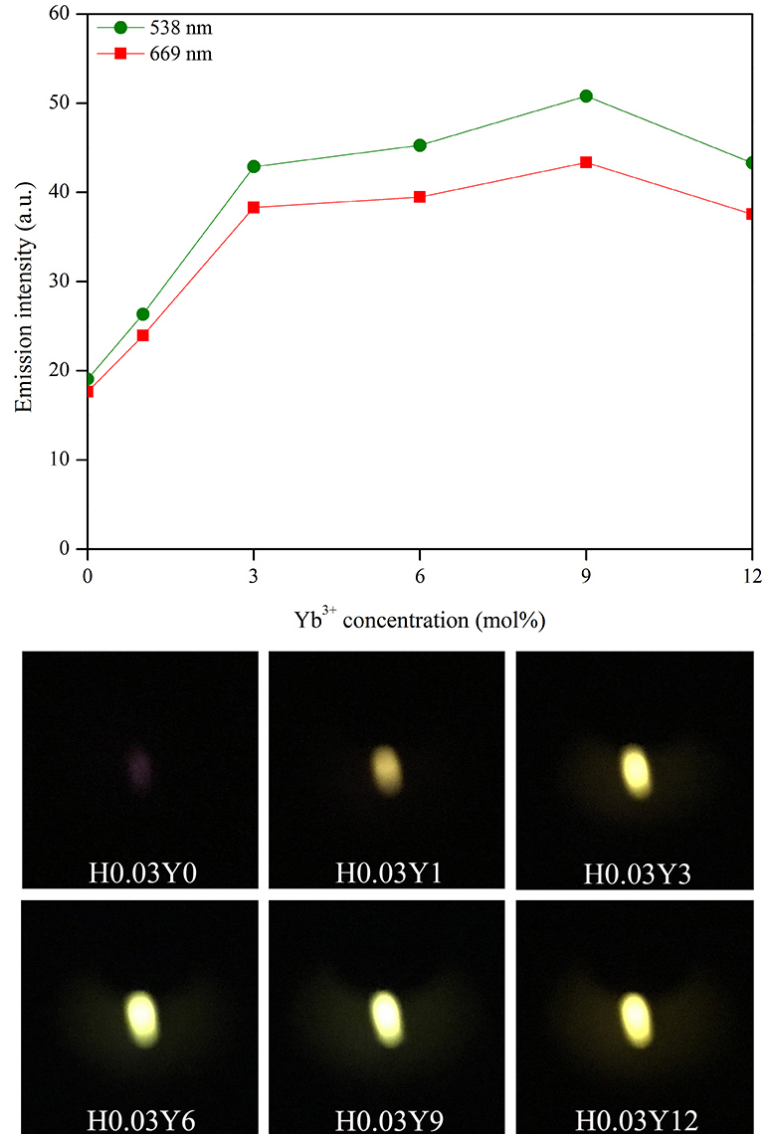 538 nm
669 nm
60
50
40
30
20
10
0
Emission intensity (a.u.)
0 3 6 9 12
Yb³⁺ concentration (mol%)
H0.03Y0 H0.03Y1 H0.03Y3
H0.03Y6 H0.03Y9 H0.03Y12